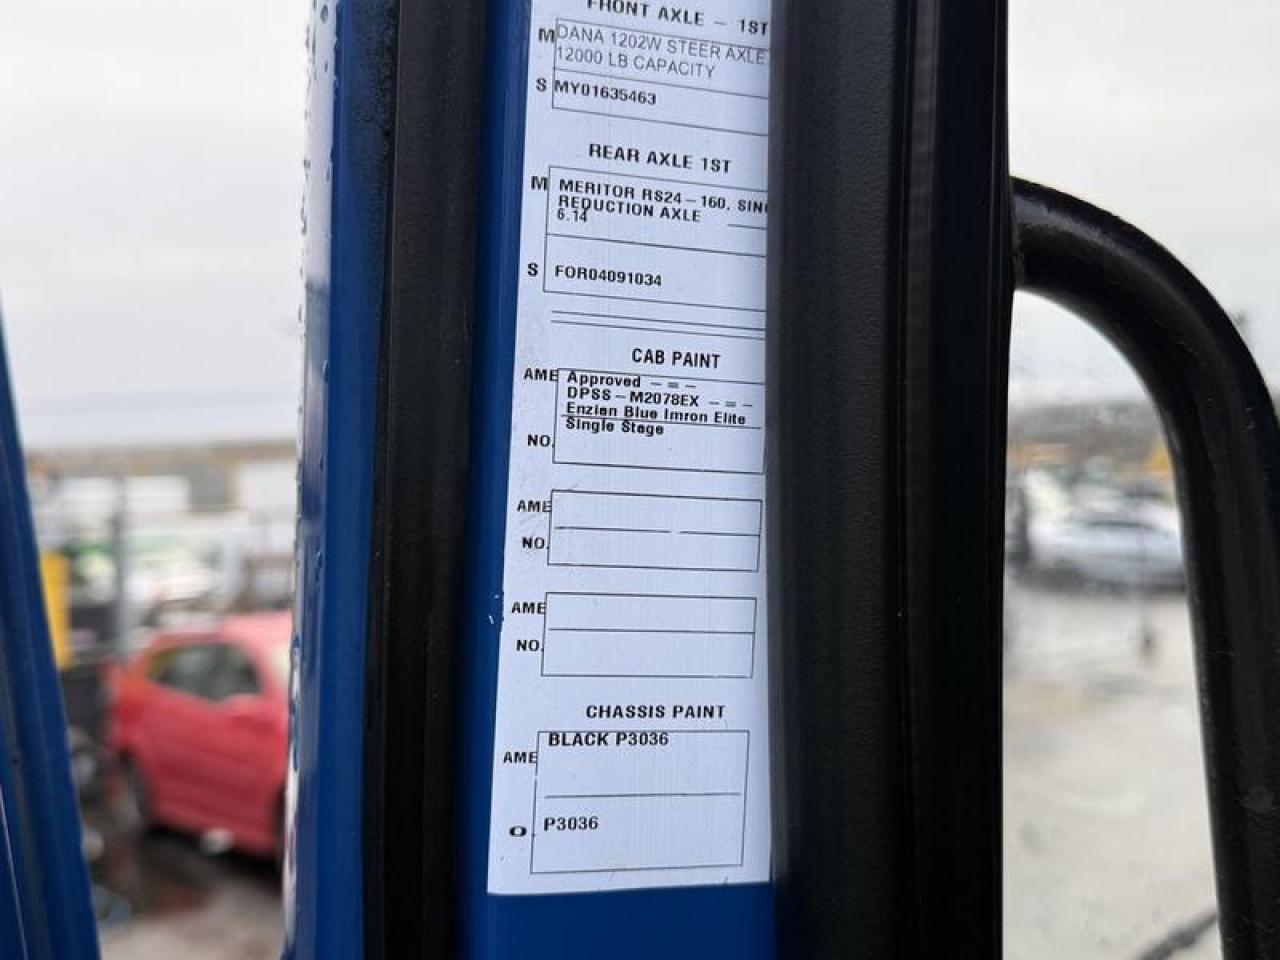 FRONT AXLE - 1ST
M DANA 1202W STEER AXLE
12000 LB CAPACITY
S MY01635463
REAR AXLE 1ST
M MERITOR RS24-160, SIN
REDUCTION AXLE
6.14
S FOR04091034
CAB PAINT
AME Approved - = -
DPSS-M2078EX - = -
Enzian Blue Imron Elite
Single Stage
NO.
AME
NO.
AME
NO.
CHASSIS PAINT
BLACK P3036
AME
O P3036